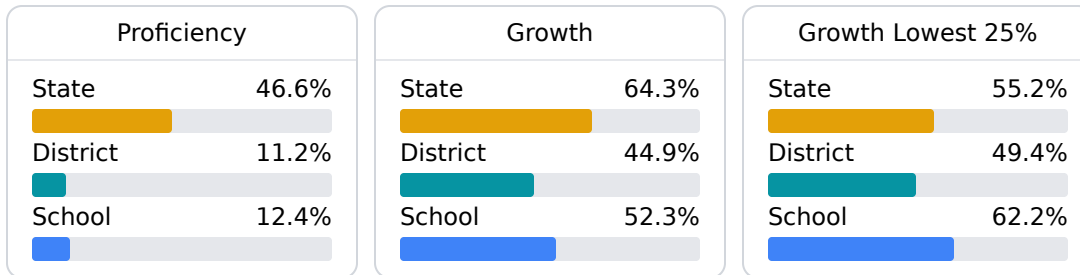 Proficiency
State 46.6%
District 11.2%
School 12.4%
Growth
State 64.3%
District 44.9%
School 52.3%
Growth Lowest 25%
State 55.2%
District 49.4%
School 62.2%